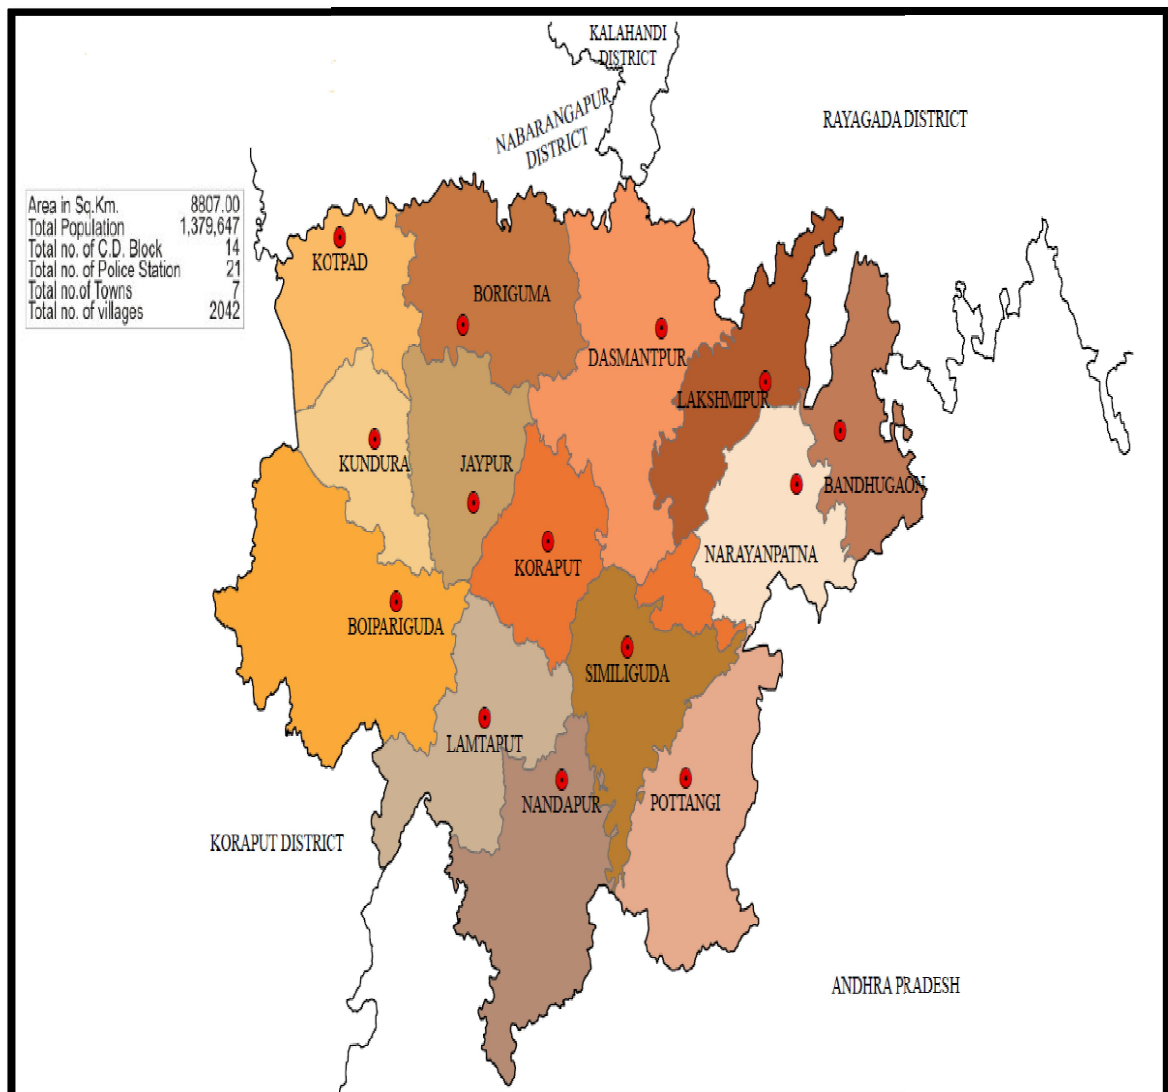 KALAHANDI
DISTRICT
NABARANGAPUR
DISTRICT
RAYAGADA DISTRICT
Area in Sq.Km. 8807.00
Total Population 1,379,647
Total no. of C.D. Block 14
Total no. of Police Station 21
Total no.of Towns 7
Total no. of villages 2042
KOTPAD
BORIGUMA
DASMANTPUR
LAKSHMIPUR
KUNDURA
JAYPUR
BANDHUGAON
NARAYANPATNA
KORAPUT
BOIPARIGUDA
SIMILIGUDA
LAMTAPUT
NANDAPUR
POTTANGI
KORAPUT DISTRICT
ANDHRA PRADESH